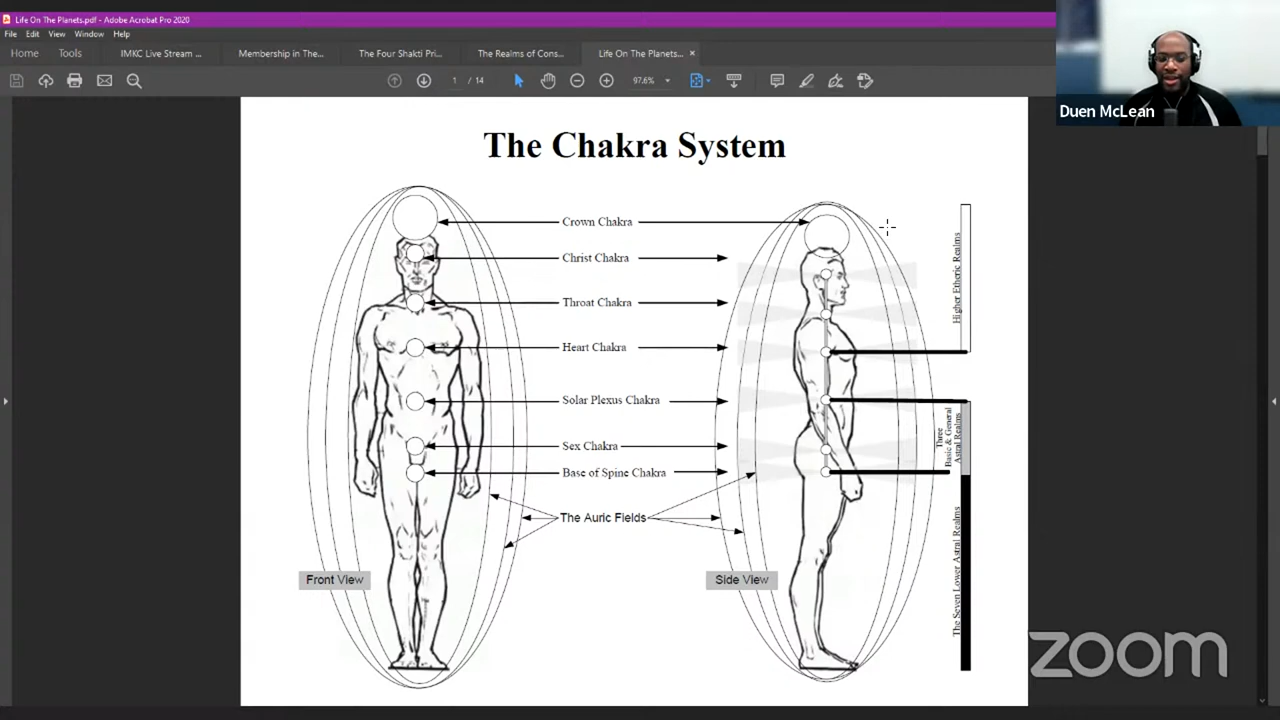 Life On The Planets.pdf - Adobe Acrobat Pro 2020
File Edit View Window Help
Home Tools IMKC Live Stream ... Membership in The... The Four Shakti Pri... The Realms of Cons... Life On The Planets... ×
1 / 14 97.6%
Duen McLean
The Chakra System
Crown Chakra
Christ Chakra
Throat Chakra
Heart Chakra
Solar Plexus Chakra
Sex Chakra
Base of Spine Chakra
The Auric Fields
Front View
Side View
Higher Etheric Realms
Three
Basic & General
Astral Realms
The Seven Lower Astral Realms
zoom